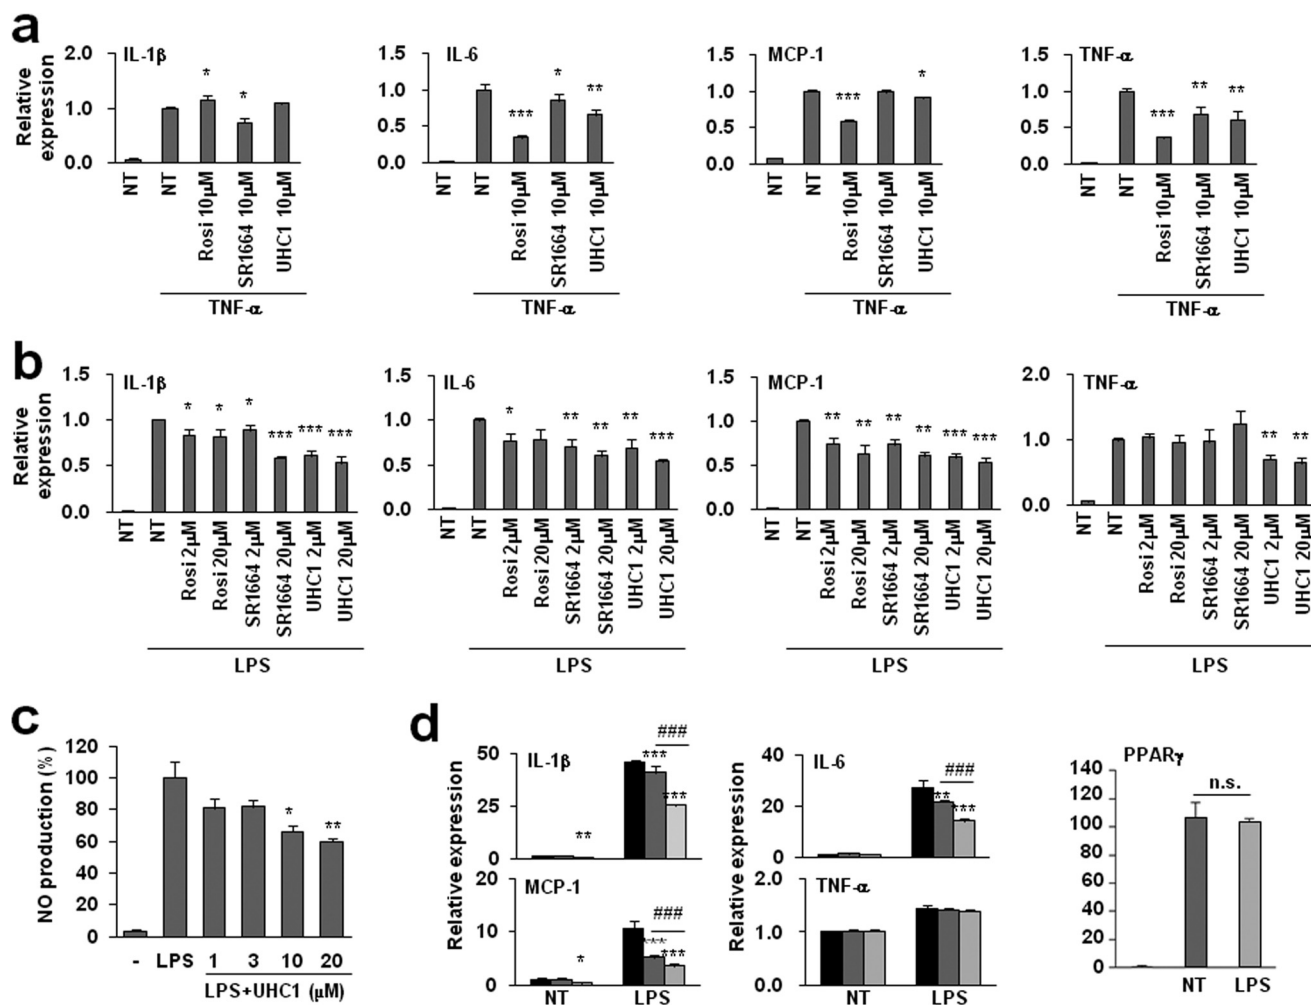 a
IL-1β
IL-6
MCP-1
TNF-α
Relative expression
2.0
1.0
0.0
1.5
1.0
0.5
0.0
1.5
1.0
0.5
0.0
1.5
1.0
0.5
0.0
* *
*** * **
*** *
*** ** **
NT NT Rosi 10μM SR1664 10μM UHC1 10μM
NT NT Rosi 10μM SR1664 10μM UHC1 10μM
NT NT Rosi 10μM SR1664 10μM UHC1 10μM
NT NT Rosi 10μM SR1664 10μM UHC1 10μM
TNF-α
TNF-α
TNF-α
TNF-α
b
IL-1β
IL-6
MCP-1
TNF-α
Relative expression
1.5
1.0
0.5
0.0
1.5
1.0
0.5
0.0
1.5
1.0
0.5
0.0
2.0
1.0
0.0
* * * *** *** ***
* ** ** ** ***
** ** ** ** *** ***
** **
NT NT Rosi 2μM Rosi 20μM SR1664 2μM SR1664 20μM UHC1 2μM UHC1 20μM
NT NT Rosi 2μM Rosi 20μM SR1664 2μM SR1664 20μM UHC1 2μM UHC1 20μM
NT NT Rosi 2μM Rosi 20μM SR1664 2μM SR1664 20μM UHC1 2μM UHC1 20μM
NT NT Rosi 2μM Rosi 20μM SR1664 2μM SR1664 20μM UHC1 2μM UHC1 20μM
LPS
LPS
LPS
LPS
c
NO production (%)
120
100
80
60
40
20
0
* **
- LPS 1 3 10 20
LPS+UHC1 (μM)
d
Relative expression
IL-1β
50
25
0
**
***
***
###
MCP-1
20
10
0
*
***
***
###
NT LPS
Relative expression
IL-6
40
20
0
**
***
###
TNF-α
2.0
1.0
0.0
NT LPS
PPARγ
140
120
100
80
60
40
20
0
n.s.
NT LPS